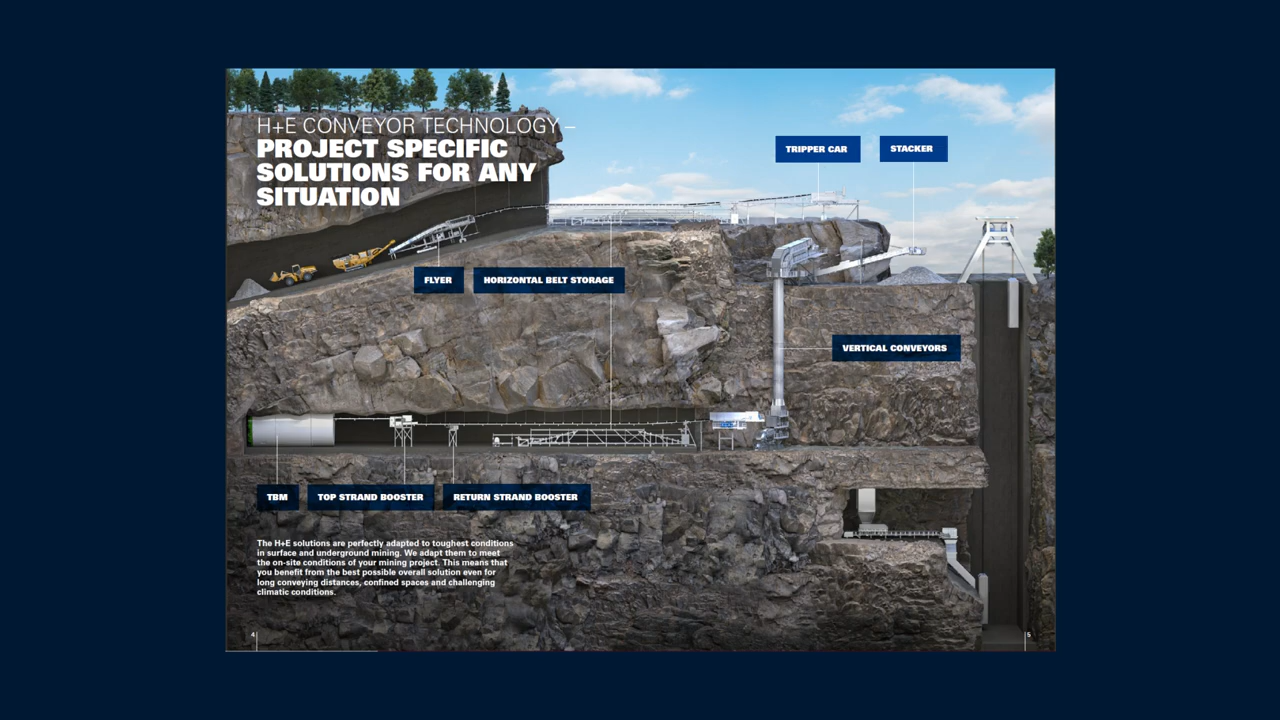 H+E CONVEYOR TECHNOLOGY –
PROJECT SPECIFIC
SOLUTIONS FOR ANY
SITUATION
TRIPPER CAR
STACKER
FLYER
HORIZONTAL BELT STORAGE
VERTICAL CONVEYORS
TBM
TOP STRAND BOOSTER
RETURN STRAND BOOSTER
The H+E solutions are perfectly adapted to toughest conditions
in surface and underground mining. We adapt them to meet
the on-site conditions of your mining project. This means that
you benefit from the best possible overall solution even for
long conveying distances, confined spaces and challenging
climatic conditions.
4
5